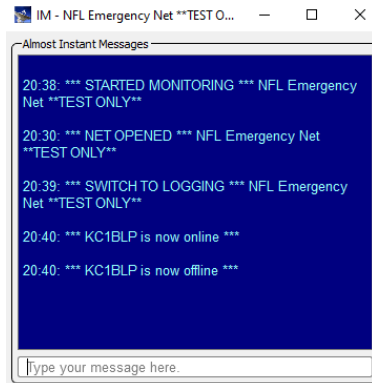 IM - NFL Emergency Net **TEST O...
Almost Instant Messages
20:38: *** STARTED MONITORING *** NFL Emergency
Net **TEST ONLY**
20:30: *** NET OPENED *** NFL Emergency Net
**TEST ONLY**
20:39: *** SWITCH TO LOGGING *** NFL Emergency
Net **TEST ONLY**
20:40: *** KC1BLP is now online ***
20:40: *** KC1BLP is now offline ***
Type your message here.